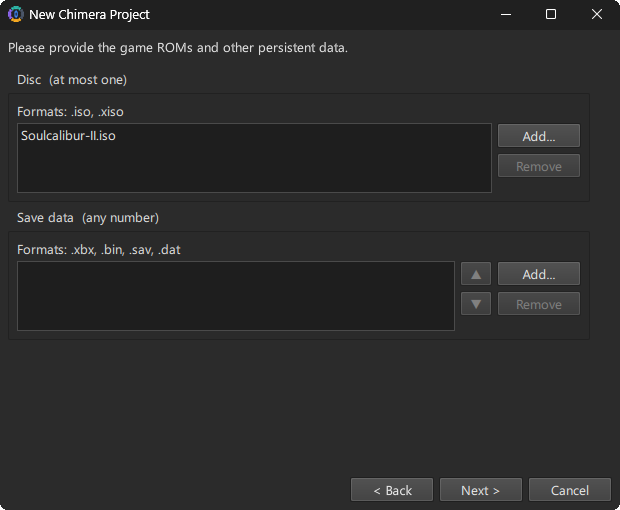 New Chimera Project
Please provide the game ROMs and other persistent data.
Disc (at most one)
Formats: .iso, .xiso
Soulcalibur-II.iso
Add...
Remove
Save data (any number)
Formats: .xbx, .bin, .sav, .dat
Add...
Remove
< Back
Next >
Cancel